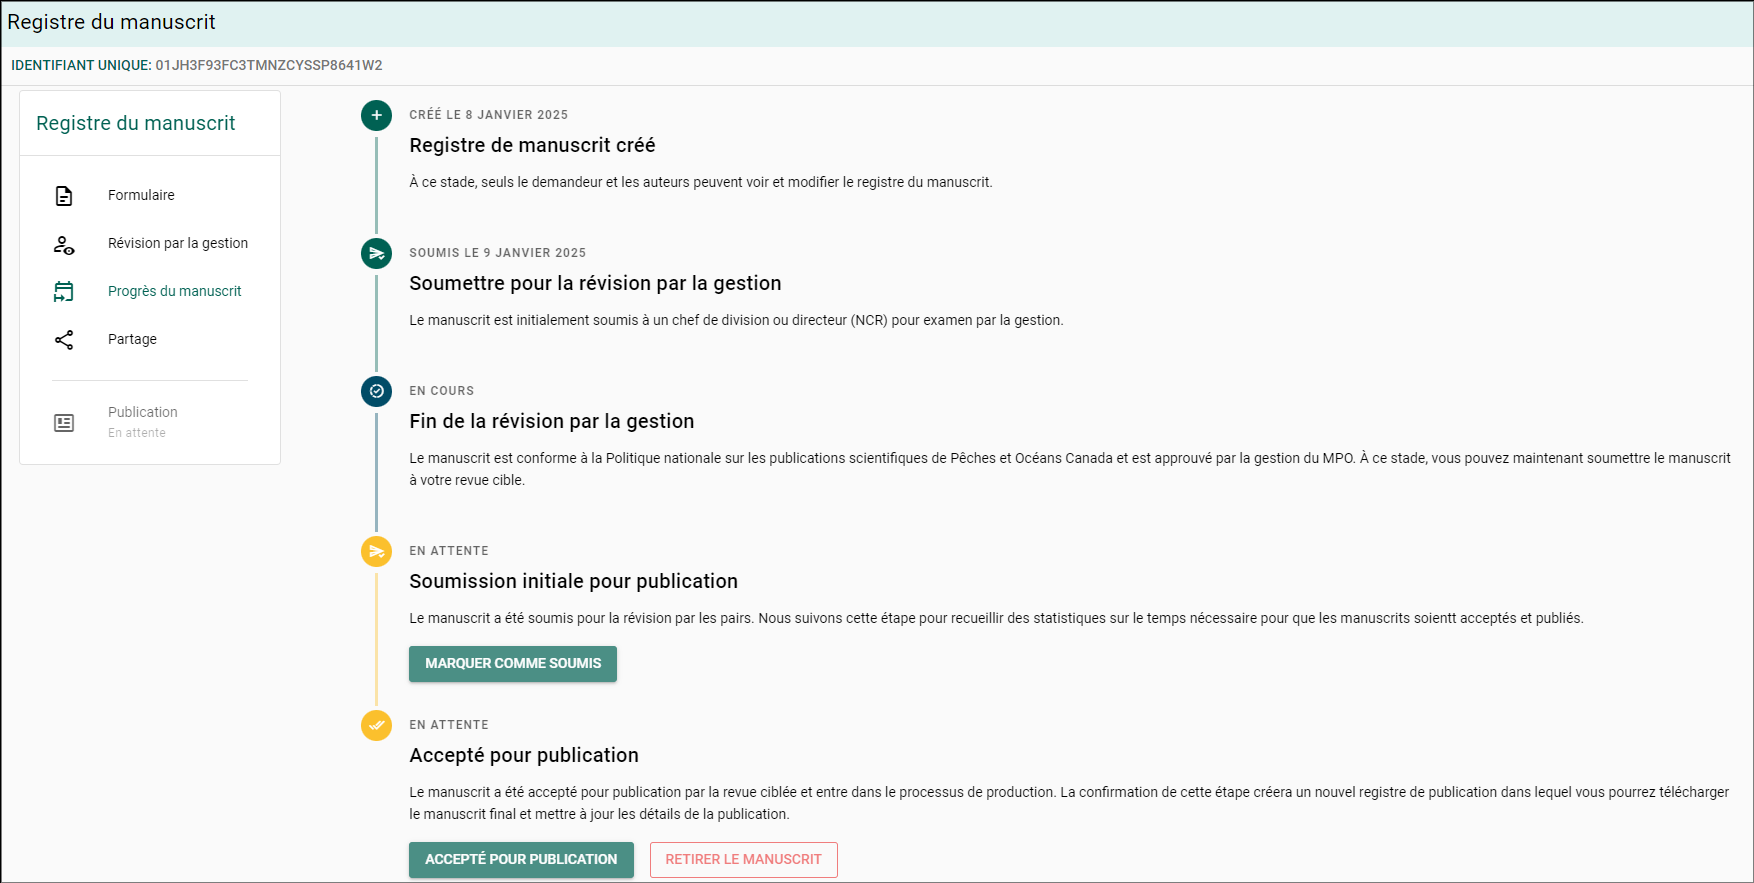 Registre du manuscrit
IDENTIFIANT UNIQUE: 01JH3F93FC3TMNZCYSSP8641W2
Registre du manuscrit
Formulaire
Révision par la gestion
Progrès du manuscrit
Partage
Publication
En attente
CRÉÉ LE 8 JANVIER 2025
Registre de manuscrit créé
À ce stade, seuls le demandeur et les auteurs peuvent voir et modifier le registre du manuscrit.
SOUMIS LE 9 JANVIER 2025
Soumettre pour la révision par la gestion
Le manuscrit est initialement soumis à un chef de division ou directeur (NCR) pour examen par la gestion.
EN COURS
Fin de la révision par la gestion
Le manuscrit est conforme à la Politique nationale sur les publications scientifiques de Pêches et Océans Canada et est approuvé par la gestion du MPO. À ce stade, vous pouvez maintenant soumettre le manuscrit
à votre revue cible.
EN ATTENTE
Soumission initiale pour publication
Le manuscrit a été soumis pour la révision par les pairs. Nous suivons cette étape pour recueillir des statistiques sur le temps nécessaire pour que les manuscrits soientt acceptés et publiés.
MARQUER COMME SOUMIS
EN ATTENTE
Accepté pour publication
Le manuscrit a été accepté pour publication par la revue ciblée et entre dans le processus de production. La confirmation de cette étape créera un nouvel registre de publication dans lequel vous pourrez télécharger
le manuscrit final et mettre à jour les détails de la publication.
ACCEPTÉ POUR PUBLICATION
RETIRER LE MANUSCRIT